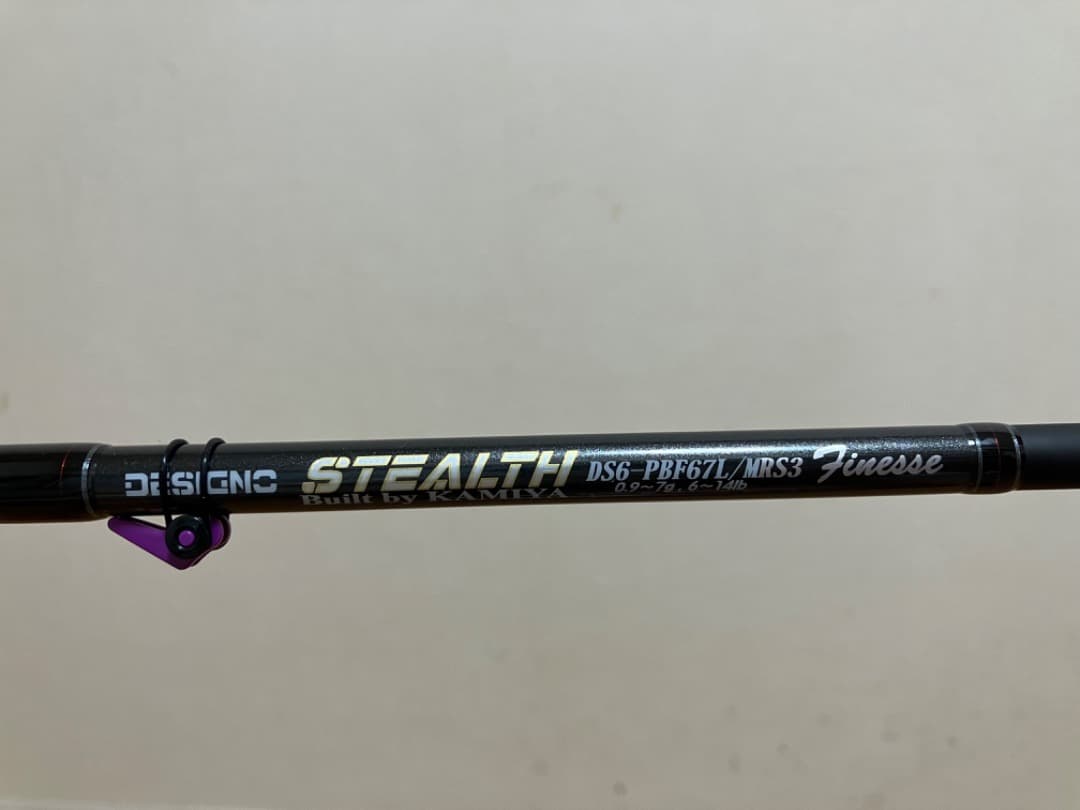 DESIGNO STEALTH DS6-PBF67L/MRS3 Finesse
Built by KAMIYA 0.9~7g, 6~14lb